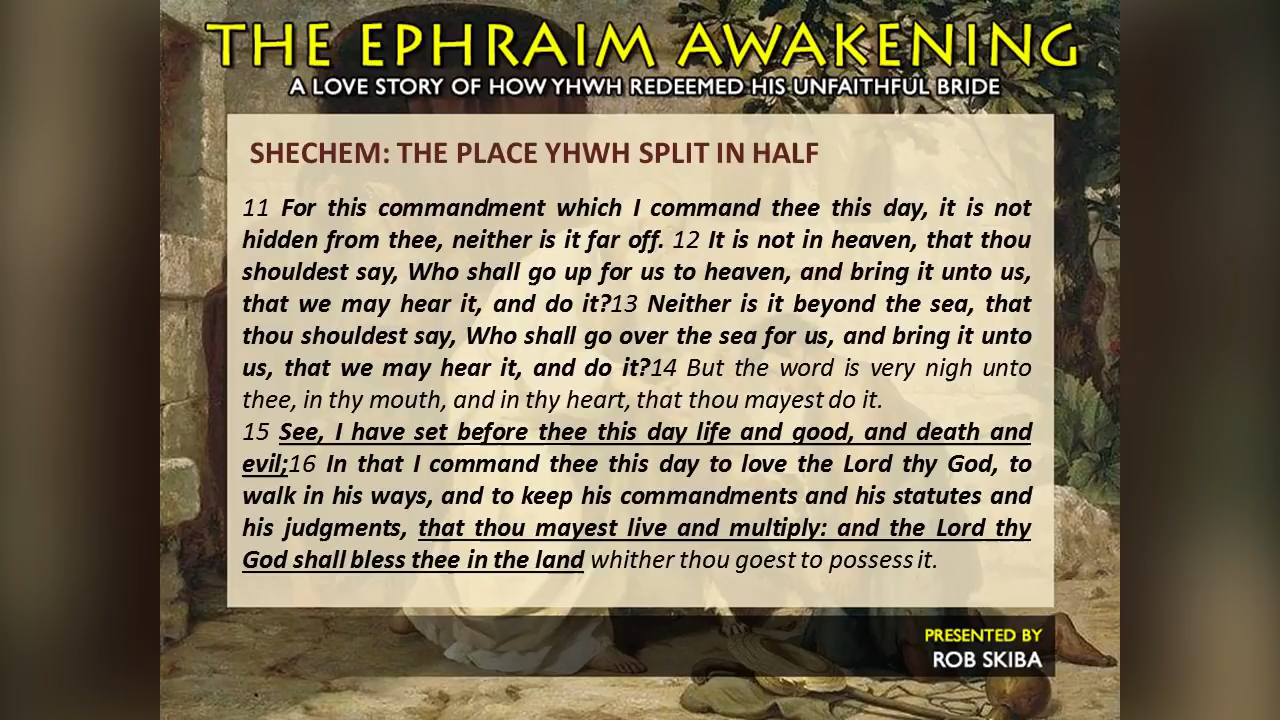 THE EPHRAIM AWAKENING
A LOVE STORY OF HOW YHWH REDEEMED HIS UNFAITHFUL BRIDE
SHECHEM: THE PLACE YHWH SPLIT IN HALF
11 For this commandment which I command thee this day, it is not
hidden from thee, neither is it far off. 12 It is not in heaven, that thou
shouldest say, Who shall go up for us to heaven, and bring it unto us,
that we may hear it, and do it?13 Neither is it beyond the sea, that
thou shouldest say, Who shall go over the sea for us, and bring it unto
us, that we may hear it, and do it?14 But the word is very nigh unto
thee, in thy mouth, and in thy heart, that thou mayest do it.
15 See, I have set before thee this day life and good, and death and
evil;16 In that I command thee this day to love the Lord thy God, to
walk in his ways, and to keep his commandments and his statutes and
his judgments, that thou mayest live and multiply: and the Lord thy
God shall bless thee in the land whither thou goest to possess it.
PRESENTED BY
ROB SKIBA